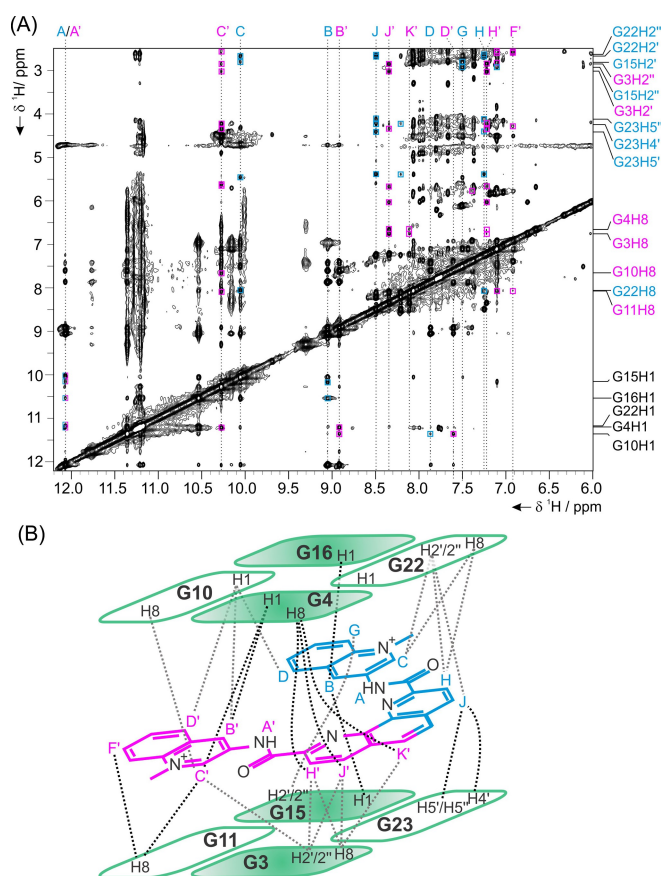 (A)
A/A' C' C B B' J J' K' D D' G H H' F'
G22H2"
G22H2'
G15H2'
G3H2"
G15H2"
G3H2'
G23H5"
G23H4'
G23H5'
G4H8
G3H8
G10H8
G22H8
G11H8
G15H1
G16H1
G22H1
G4H1
G10H1
δ ¹H / ppm
3
4
5
6
7
8
9
10
11
12
12.0 11.5 11.0 10.5 10.0 9.5 9.0 8.5 8.0 7.5 7.0 6.5 6.0
δ ¹H / ppm
(B)
G16 H1 H2'/2" H8
G22
H1
G10 H1 H1
H8 G4
H8
G N+
D C
B A HN O
H
N J
D' B' NH A' N
F' N+ O K'
C' H' J'
H2'/2" H1 H5'/H5" H4'
G15 G23
G11
H8 H2'/2" H8
G3